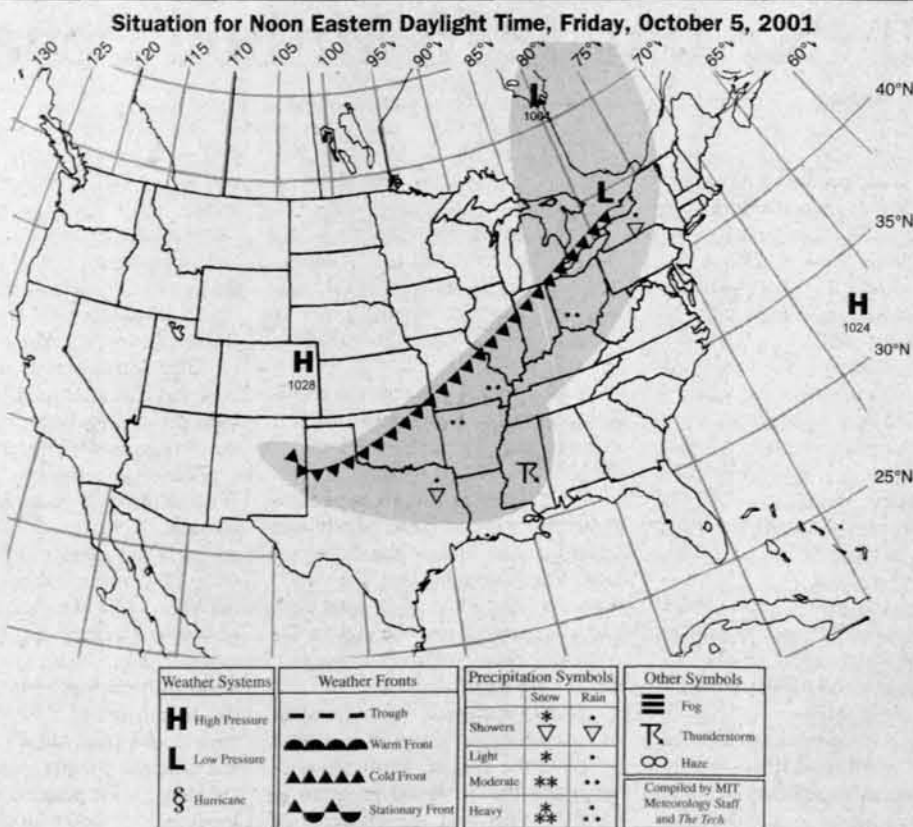 Situation for Noon Eastern Daylight Time, Friday, October 5, 2001
130 125 120 115 110 105 100 95°W 90°W 85°W 80°W 75°W 70°W 65°W 60°W
40°N
35°N
30°N
25°N
L
1004
L
H
1024
H
1028
Weather Systems
H High Pressure
L Low Pressure
Hurricane
Weather Fronts
Trough
Warm Front
Cold Front
Stationary Front
Precipitation Symbols
Snow Rain
Showers
Light
Moderate
Heavy
Other Symbols
Fog
Thunderstorm
Haze
Compiled by MIT
Meteorology Staff
and The Tech